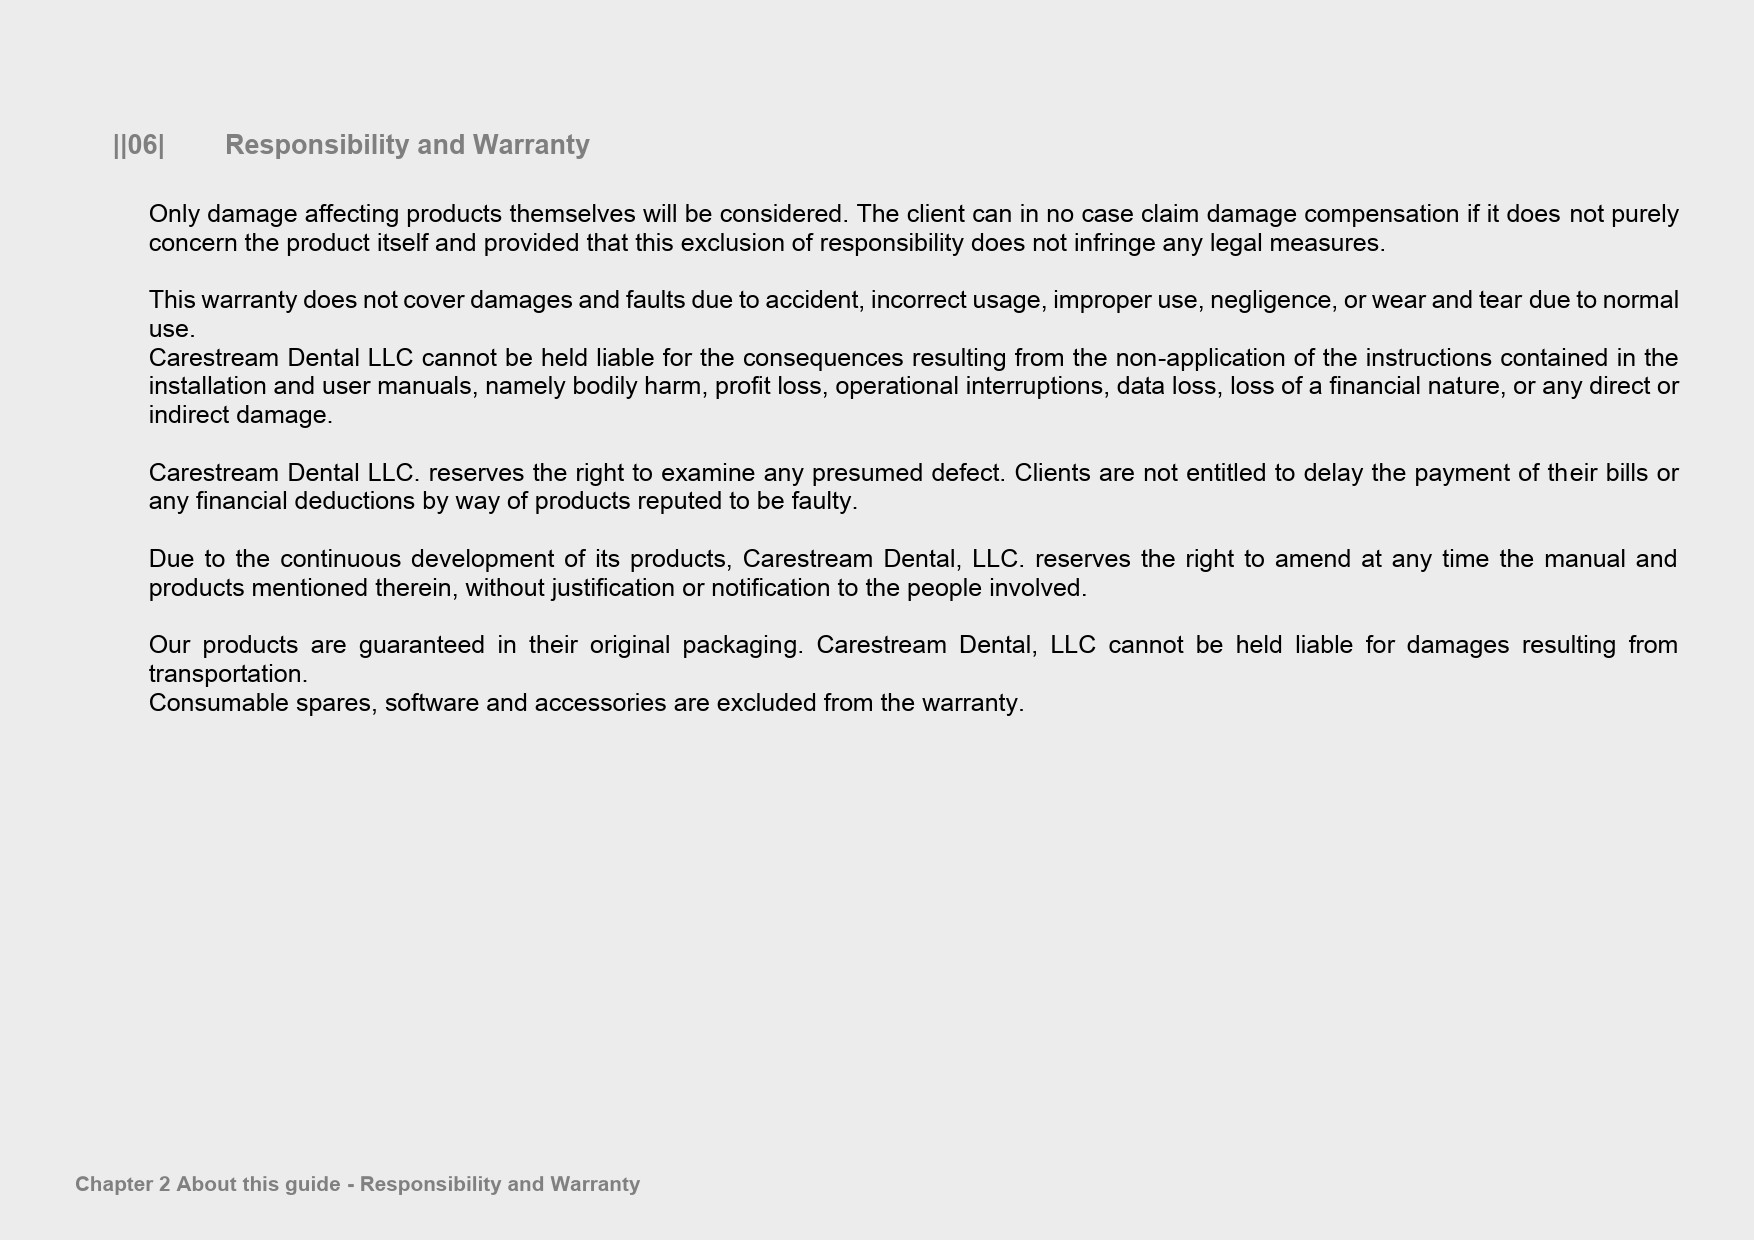 ||06| Responsibility and Warranty
Only damage affecting products themselves will be considered. The client can in no case claim damage compensation if it does not purely
concern the product itself and provided that this exclusion of responsibility does not infringe any legal measures.
This warranty does not cover damages and faults due to accident, incorrect usage, improper use, negligence, or wear and tear due to normal
use.
Carestream Dental LLC cannot be held liable for the consequences resulting from the non-application of the instructions contained in the
installation and user manuals, namely bodily harm, profit loss, operational interruptions, data loss, loss of a financial nature, or any direct or
indirect damage.
Carestream Dental LLC. reserves the right to examine any presumed defect. Clients are not entitled to delay the payment of their bills or
any financial deductions by way of products reputed to be faulty.
Due to the continuous development of its products, Carestream Dental, LLC. reserves the right to amend at any time the manual and
products mentioned therein, without justification or notification to the people involved.
Our products are guaranteed in their original packaging. Carestream Dental, LLC cannot be held liable for damages resulting from
transportation.
Consumable spares, software and accessories are excluded from the warranty.
Chapter 2 About this guide - Responsibility and Warranty